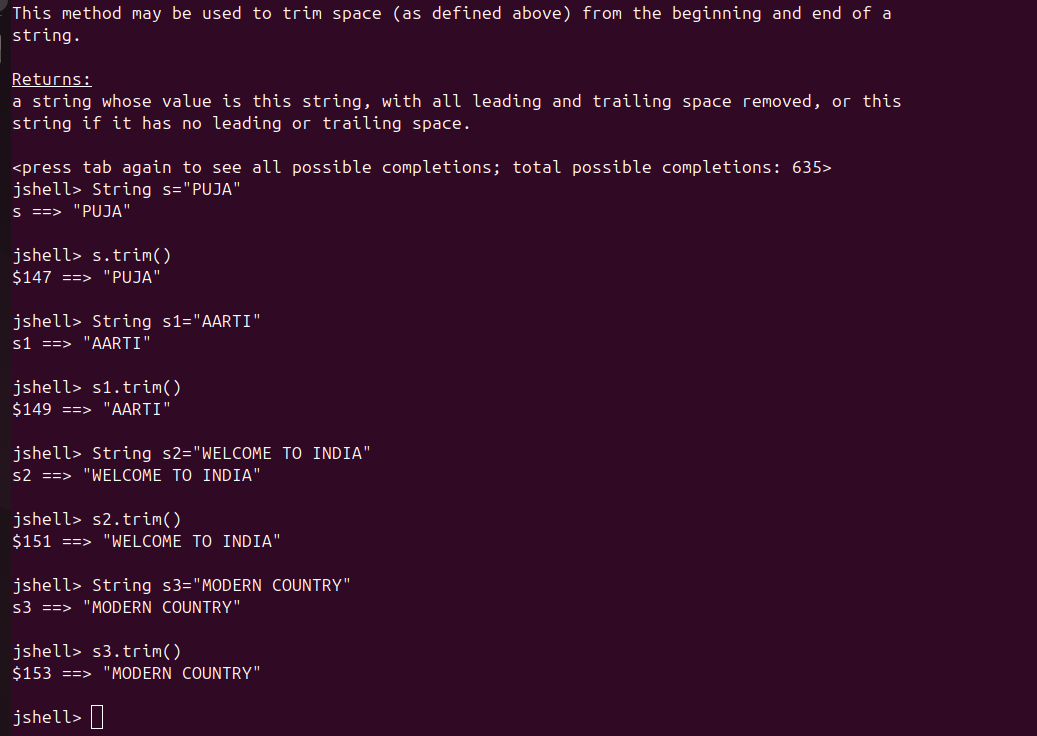 This method may be used to trim space (as defined above) from the beginning and end of a
string.
Returns:
a string whose value is this string, with all leading and trailing space removed, or this
string if it has no leading or trailing space.
<press tab again to see all possible completions; total possible completions: 635>
jshell> String s="PUJA"
s ==> "PUJA"
jshell> s.trim()
$147 ==> "PUJA"
jshell> String s1="AARTI"
s1 ==> "AARTI"
jshell> s1.trim()
$149 ==> "AARTI"
jshell> String s2="WELCOME TO INDIA"
s2 ==> "WELCOME TO INDIA"
jshell> s2.trim()
$151 ==> "WELCOME TO INDIA"
jshell> String s3="MODERN COUNTRY"
s3 ==> "MODERN COUNTRY"
jshell> s3.trim()
$153 ==> "MODERN COUNTRY"
jshell>